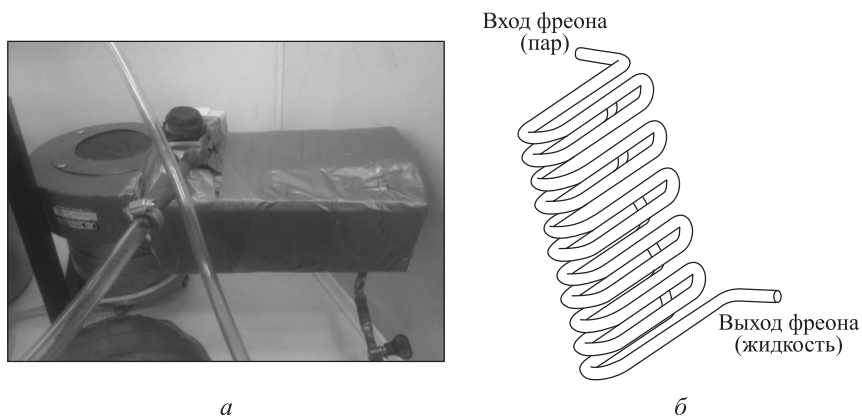 Вход фреона
(пар)
Выход фреона
(жидкость)
а
б